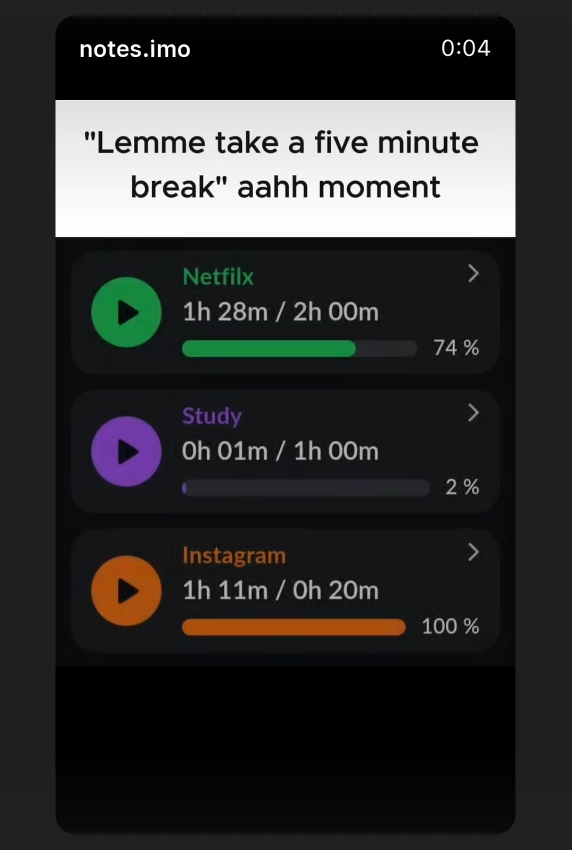 notes.imo
0:04
"Lemme take a five minute
break" aahh moment
Netfilx
1h 28m / 2h 00m
74 %
Study
0h 01m / 1h 00m
2 %
Instagram
1h 11m / 0h 20m
100 %